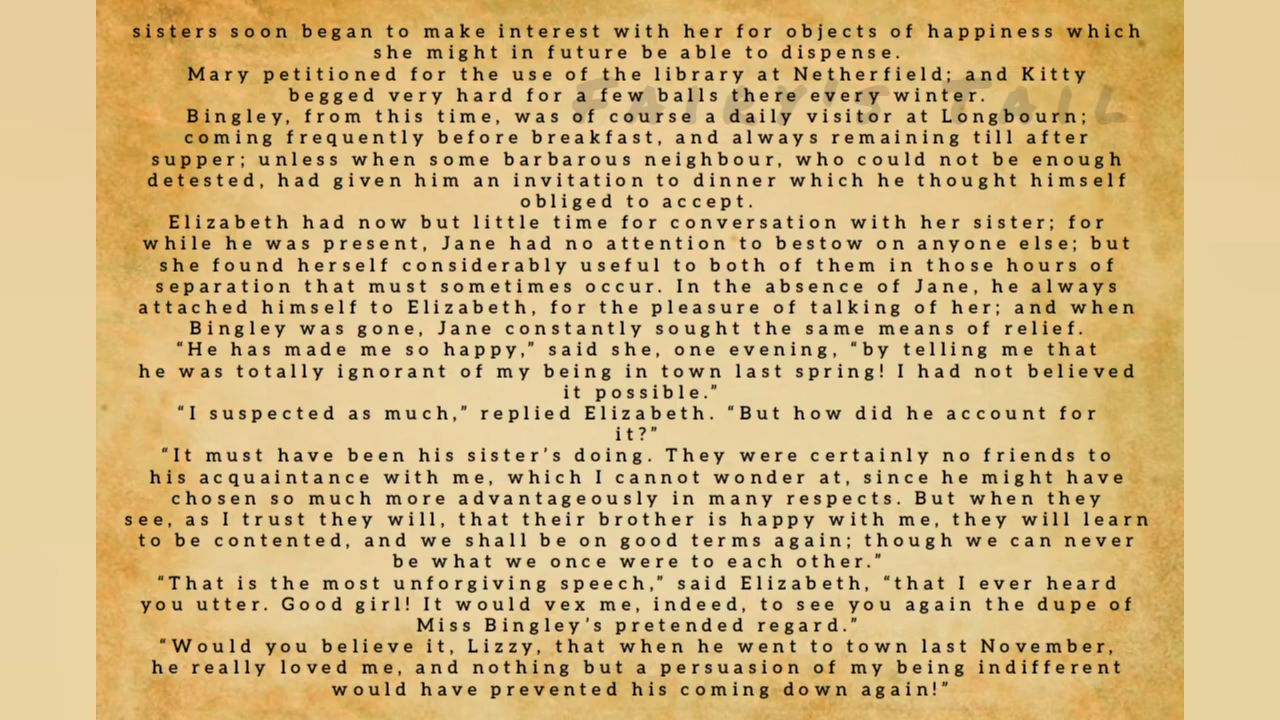 sisters soon began to make interest with her for objects of happiness which
she might in future be able to dispense.
Mary petitioned for the use of the library at Netherfield; and Kitty
begged very hard for a few balls there every winter.
Bingley, from this time, was of course a daily visitor at Longbourn;
coming frequently before breakfast, and always remaining till after
supper; unless when some barbarous neighbour, who could not be enough
detested, had given him an invitation to dinner which he thought himself
obliged to accept.
Elizabeth had now but little time for conversation with her sister; for
while he was present, Jane had no attention to bestow on anyone else; but
she found herself considerably useful to both of them in those hours of
separation that must sometimes occur. In the absence of Jane, he always
attached himself to Elizabeth, for the pleasure of talking of her; and when
Bingley was gone, Jane constantly sought the same means of relief.
“He has made me so happy,” said she, one evening, “by telling me that
he was totally ignorant of my being in town last spring! I had not believed
it possible.”
“I suspected as much,” replied Elizabeth. “But how did he account for
it?”
“It must have been his sister’s doing. They were certainly no friends to
his acquaintance with me, which I cannot wonder at, since he might have
chosen so much more advantageously in many respects. But when they
see, as I trust they will, that their brother is happy with me, they will learn
to be contented, and we shall be on good terms again; though we can never
be what we once were to each other.”
“That is the most unforgiving speech,” said Elizabeth, “that I ever heard
you utter. Good girl! It would vex me, indeed, to see you again the dupe of
Miss Bingley’s pretended regard.”
“Would you believe it, Lizzy, that when he went to town last November,
he really loved me, and nothing but a persuasion of my being indifferent
would have prevented his coming down again!”